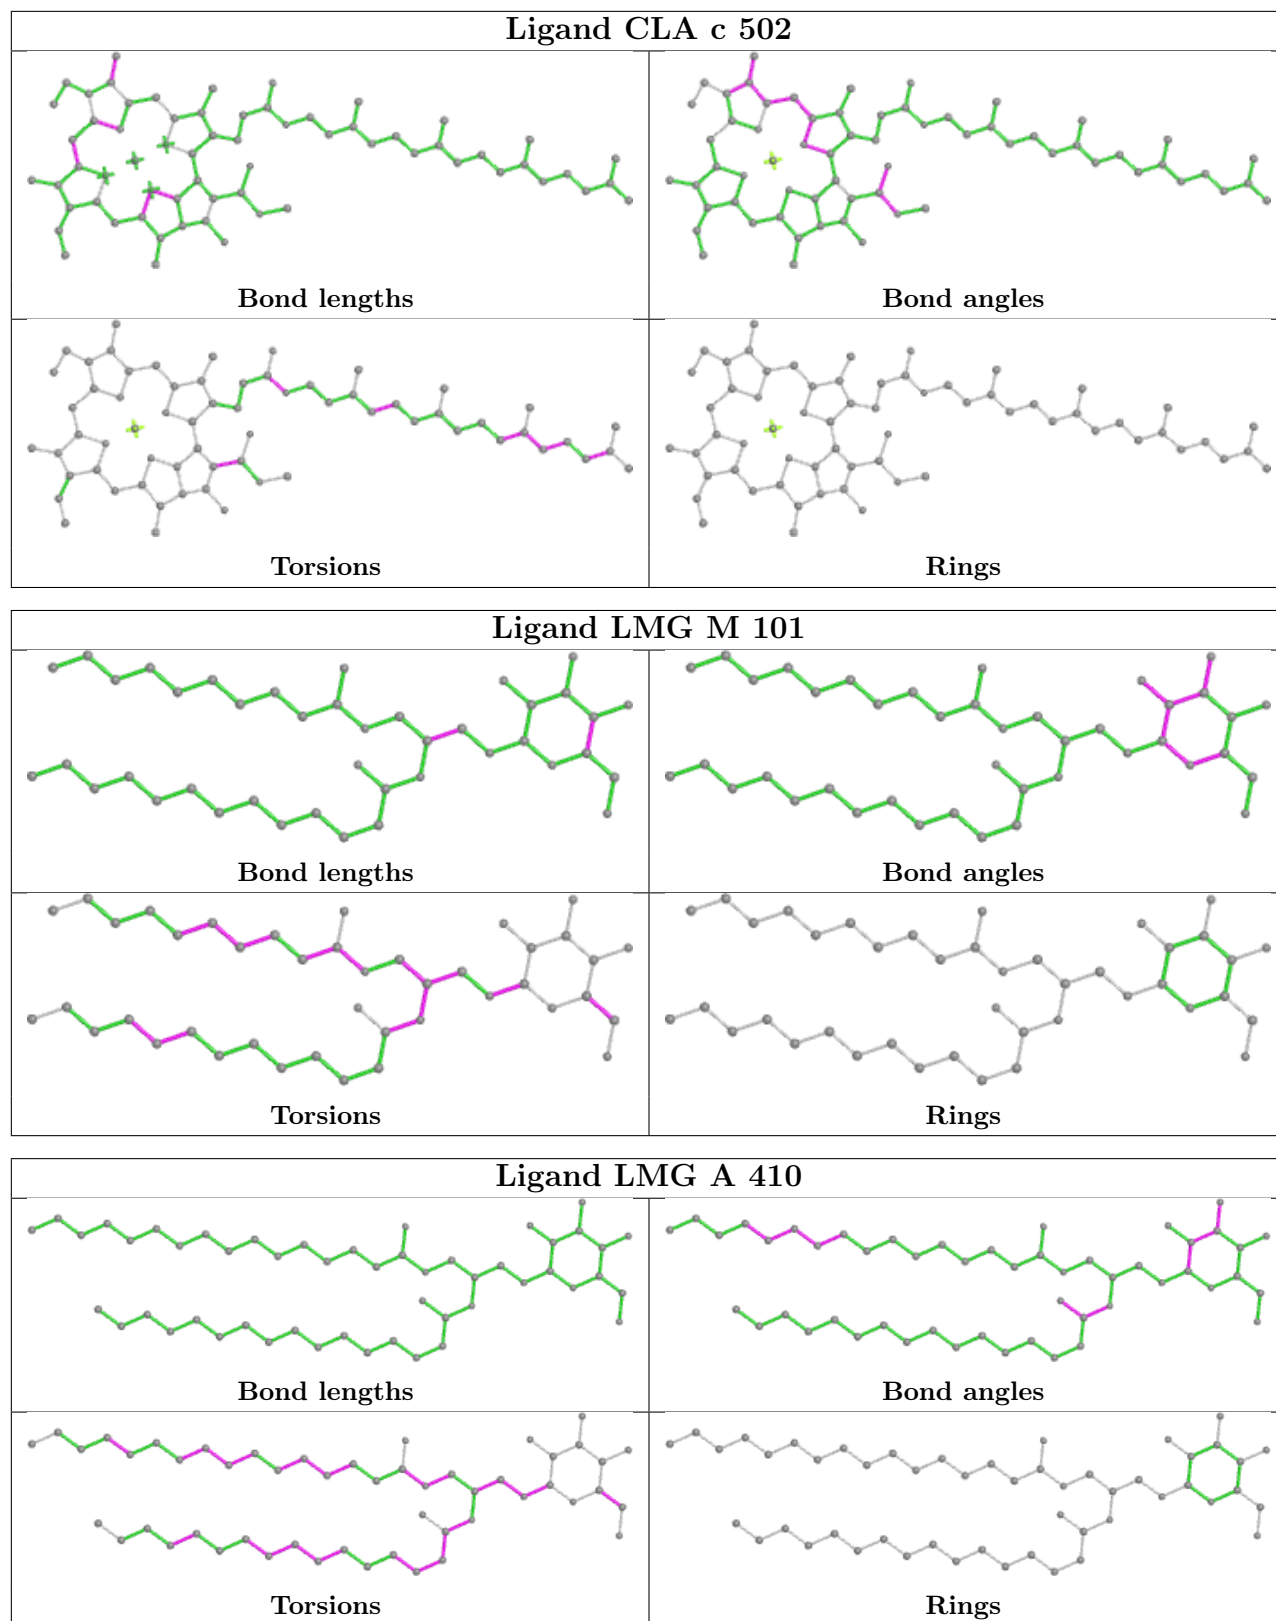 Ligand CLA c 502
Bond lengths
Bond angles
Torsions
Rings
Ligand LMG M 101
Bond lengths
Bond angles
Torsions
Rings
Ligand LMG A 410
Bond lengths
Bond angles
Torsions
Rings